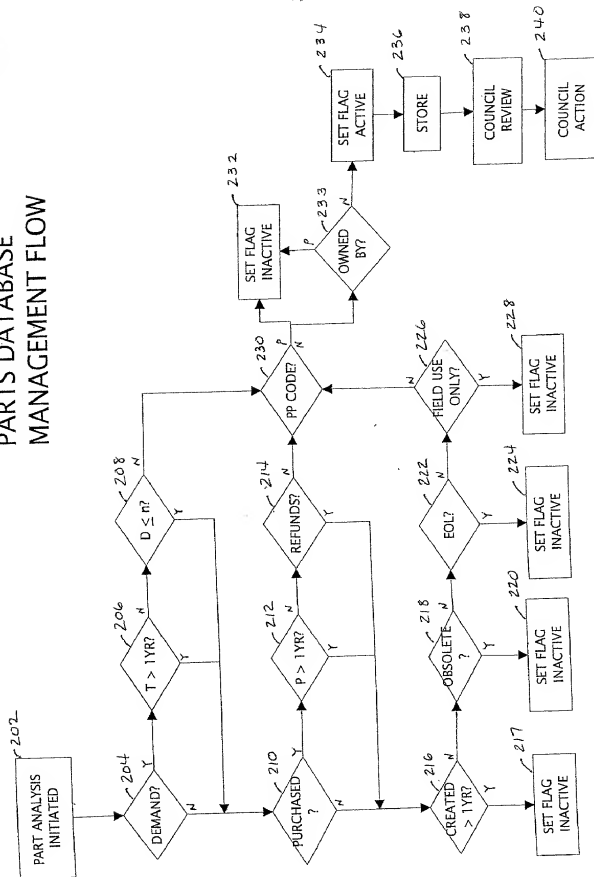 PARTS DATABASE
MANAGEMENT FLOW
202
PART ANALYSIS
INITIATED
204
DEMAND?
Y
N
206
T > 1YR?
N
Y
208
D ≤ n?
N
Y
210
PURCHASED
?
Y
N
212
P > 1YR?
N
Y
214
REFUNDS?
N
Y
216
CREATED
> 1YR?
N
Y
217
SET FLAG
INACTIVE
218
OBSOLETE
?
N
Y
220
SET FLAG
INACTIVE
222
EOL?
N
Y
224
SET FLAG
INACTIVE
226
FIELD USE
ONLY?
N
Y
228
SET FLAG
INACTIVE
230
PP CODE?
P
N
232
SET FLAG
INACTIVE
233
OWNED
BY?
P
N
234
SET FLAG
ACTIVE
236
STORE
238
COUNCIL
REVIEW
240
COUNCIL
ACTION